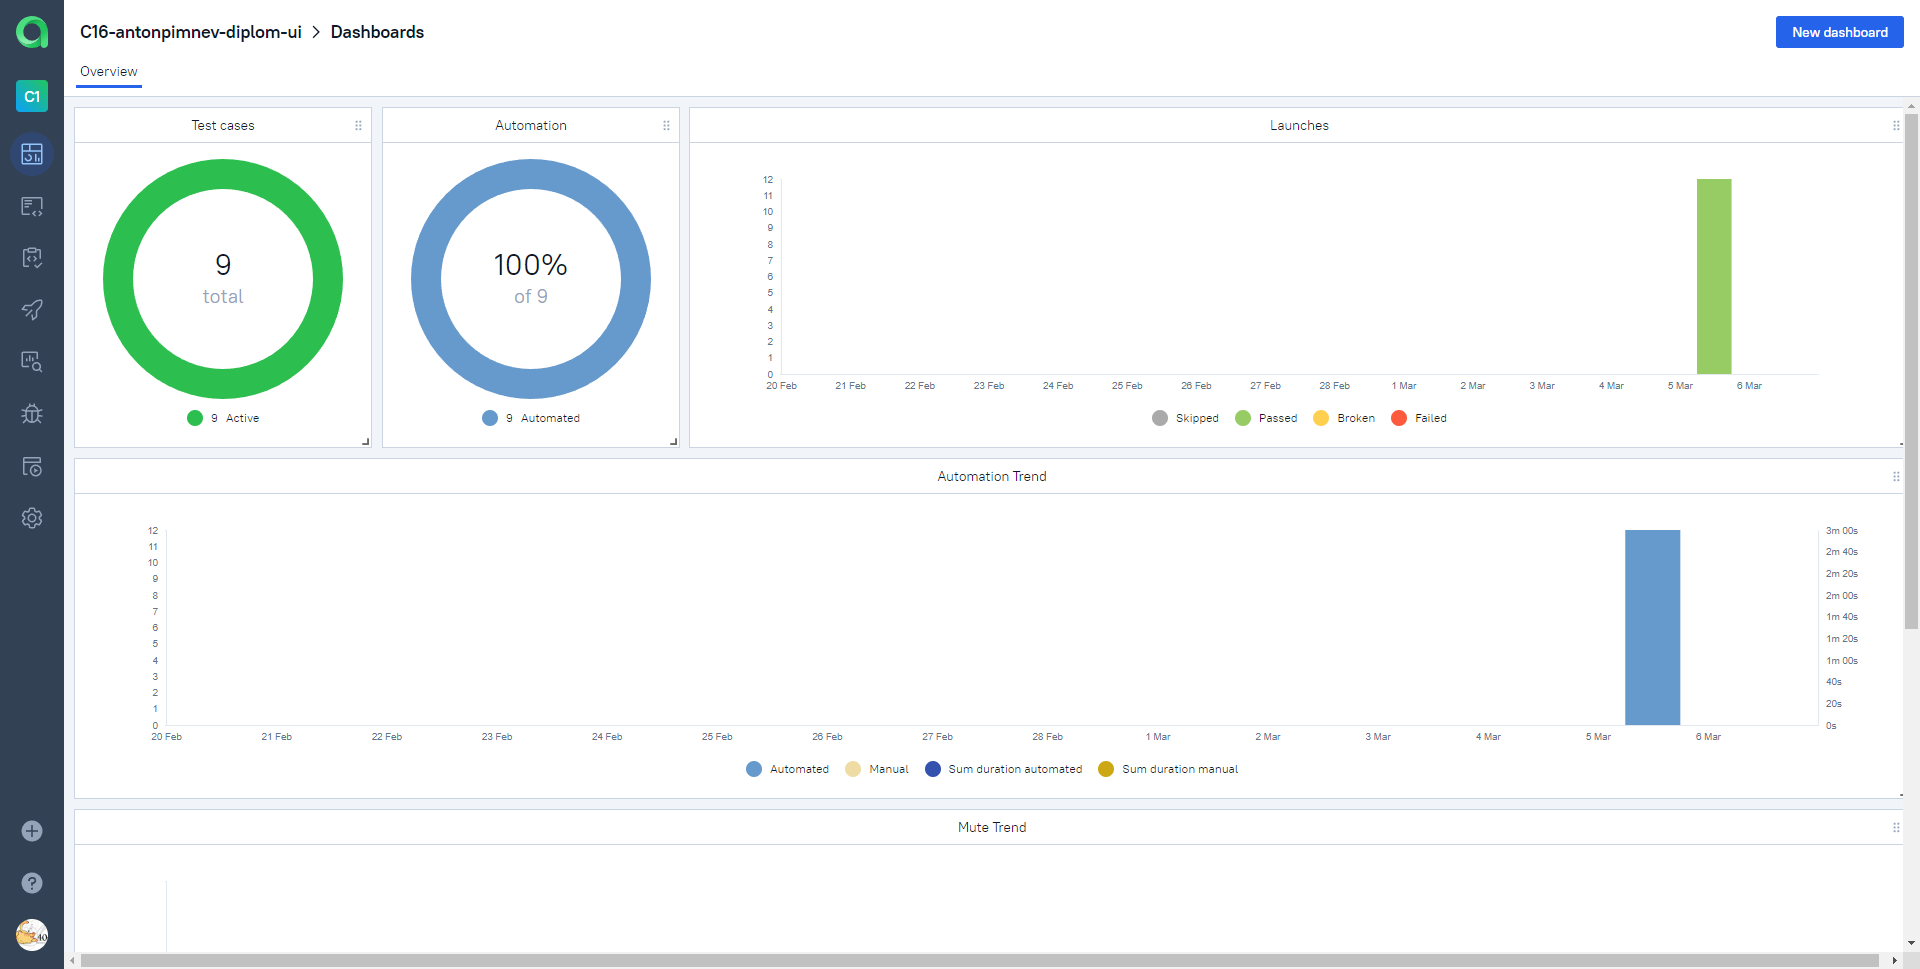 C16-antonpimnev-diplom-ui > Dashboards
New dashboard
Overview
C1
Test cases
9
total
9 Active
Automation
100%
of 9
9 Automated
Launches
12
11
10
9
8
7
6
5
4
3
2
1
0
20 Feb 21 Feb 22 Feb 23 Feb 24 Feb 25 Feb 26 Feb 27 Feb 28 Feb 1 Mar 2 Mar 3 Mar 4 Mar 5 Mar 6 Mar
Skipped Passed Broken Failed
Automation Trend
12
11
10
9
8
7
6
5
4
3
2
1
0
3m 00s
2m 40s
2m 20s
2m 00s
1m 40s
1m 20s
1m 00s
40s
20s
0s
20 Feb 21 Feb 22 Feb 23 Feb 24 Feb 25 Feb 26 Feb 27 Feb 28 Feb 1 Mar 2 Mar 3 Mar 4 Mar 5 Mar 6 Mar
Automated Manual Sum duration automated Sum duration manual
Mute Trend
?
40